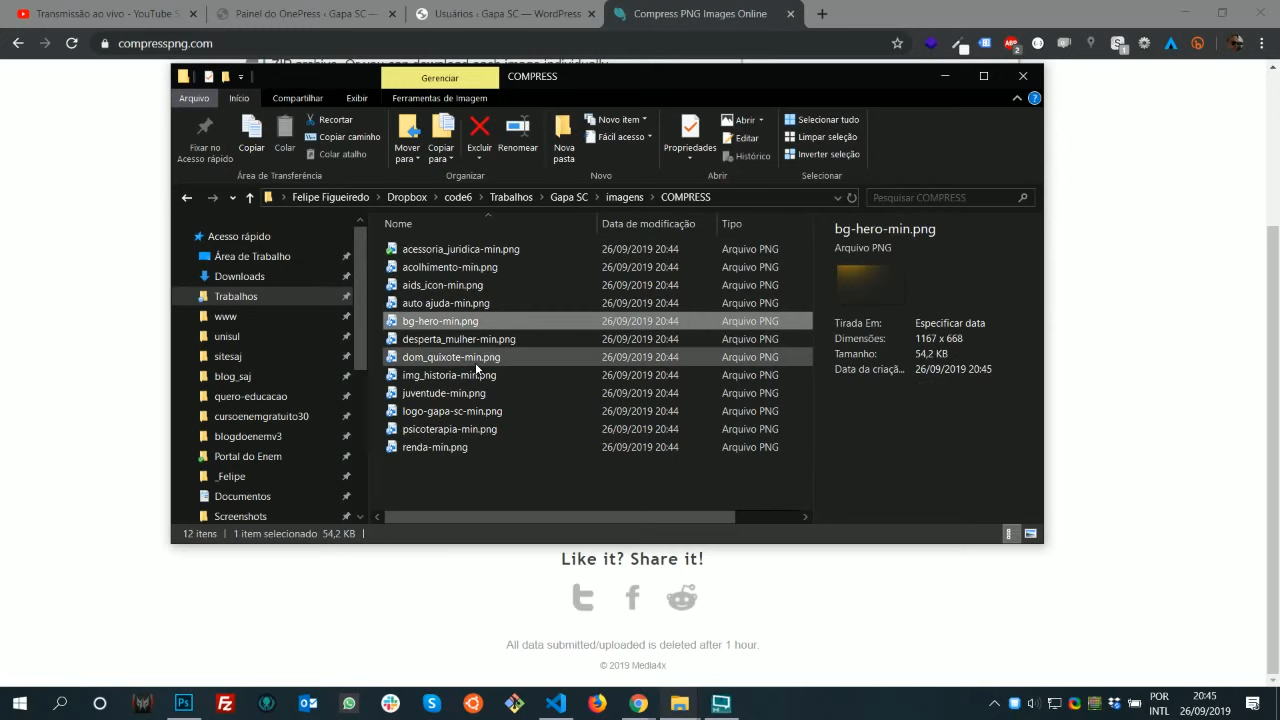 Transmissão ao vivo - YouTube S
Painel do OnePress ‹ Gapa SC —
Usuários ‹ Gapa SC — WordPress
Compress PNG Images Online
compresspng.com
Gerenciar
COMPRESS
Arquivo
Início
Compartilhar
Exibir
Ferramentas de Imagem
Fixar no
Acesso rápido
Copiar
Colar
Recortar
Copiar caminho
Colar atalho
Área de Transferência
Mover
para
Copiar
para
Excluir
Renomear
Organizar
Nova
pasta
Novo item
Fácil acesso
Novo
Propriedades
Abrir
Editar
Histórico
Abrir
Selecionar tudo
Limpar seleção
Inverter seleção
Selecionar
Felipe Figueiredo
Dropbox
code6
Trabalhos
Gapa SC
imagens
COMPRESS
Pesquisar COMPRESS
Acesso rápido
Área de Trabalho
Downloads
Trabalhos
www
unisul
sitesaj
blog_saj
quero-educacao
cursoenemgratuito30
blogdoenemv3
Portal do Enem
_Felipe
Documentos
Screenshots
Nome Data de modificação Tipo
acessoria_juridica-min.png 26/09/2019 20:44 Arquivo PNG
acolhimento-min.png 26/09/2019 20:44 Arquivo PNG
aids_icon-min.png 26/09/2019 20:44 Arquivo PNG
auto ajuda-min.png 26/09/2019 20:44 Arquivo PNG
bg-hero-min.png 26/09/2019 20:44 Arquivo PNG
desperta_mulher-min.png 26/09/2019 20:44 Arquivo PNG
dom_quixote-min.png 26/09/2019 20:44 Arquivo PNG
img_historia-min.png 26/09/2019 20:44 Arquivo PNG
juventude-min.png 26/09/2019 20:44 Arquivo PNG
logo-gapa-sc-min.png 26/09/2019 20:44 Arquivo PNG
psicoterapia-min.png 26/09/2019 20:44 Arquivo PNG
renda-min.png 26/09/2019 20:44 Arquivo PNG
bg-hero-min.png
Arquivo PNG
Tirada Em: Especificar data
Dimensões: 1167 x 668
Tamanho: 54,2 KB
Data da criaçã... 26/09/2019 20:45
12 itens
1 item selecionado 54,2 KB
Like it? Share it!
All data submitted/uploaded is deleted after 1 hour.
© 2019 Media4x
POR
INTL
20:45
26/09/2019